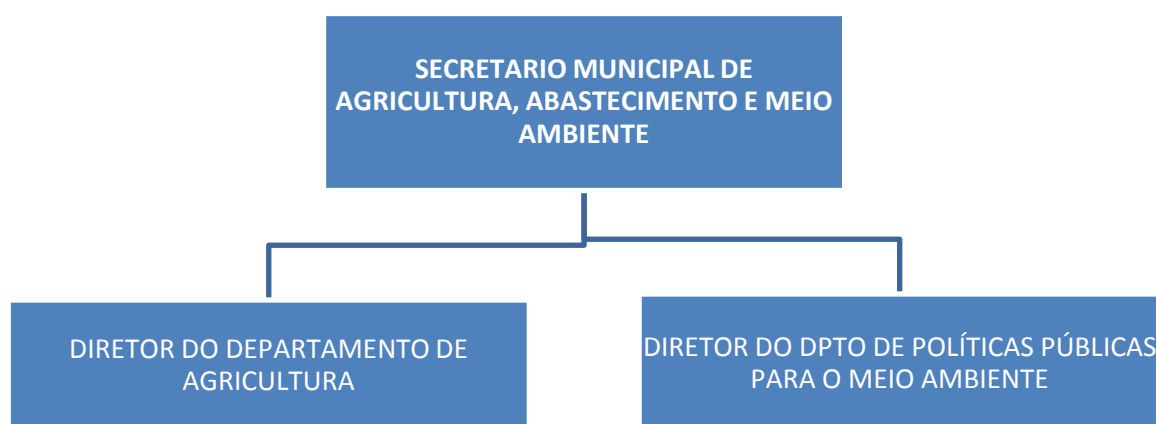 SECRETARIO MUNICIPAL DE
AGRICULTURA, ABASTECIMENTO E MEIO
AMBIENTE
DIRETOR DO DEPARTAMENTO DE
AGRICULTURA
DIRETOR DO DPTO DE POLÍTICAS PÚBLICAS
PARA O MEIO AMBIENTE